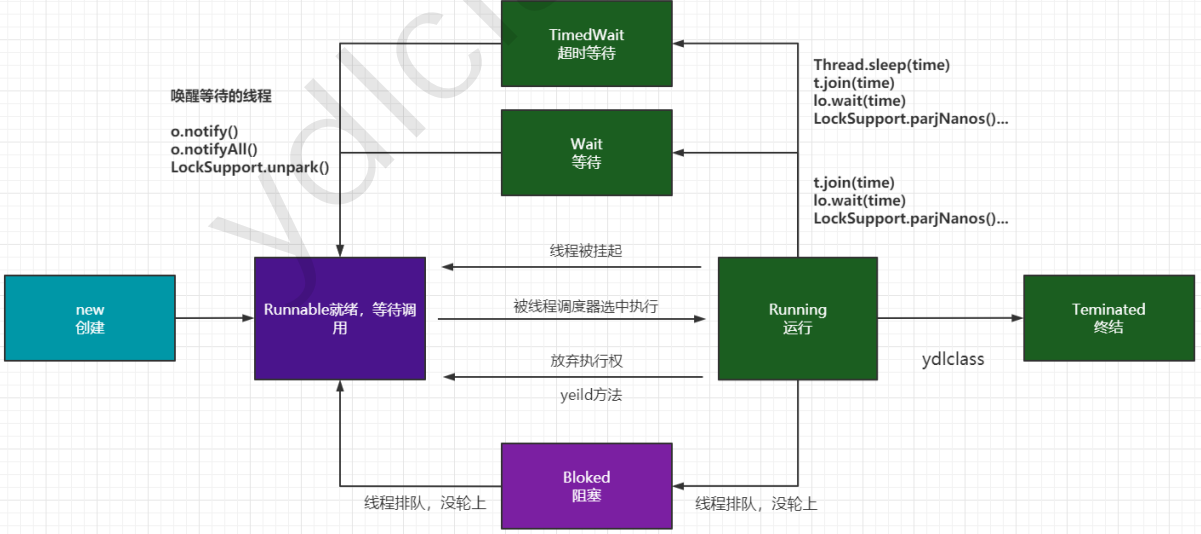 TimedWait
超时等待
Thread.sleep(time)
t.join(time)
lo.wait(time)
LockSupport.parjNanos()...
唤醒等待的线程
o.notify()
o.notifyAll()
LockSupport.unpark()
Wait
等待
t.join(time)
lo.wait(time)
LockSupport.parjNanos()...
线程被挂起
new
创建
Runnable就绪，等待调
用
被线程调度器选中执行
Running
运行
Teminated
终结
放弃执行权
yeild方法
ydlclass
Bloked
阻塞
线程排队，没轮上
线程排队，没轮上